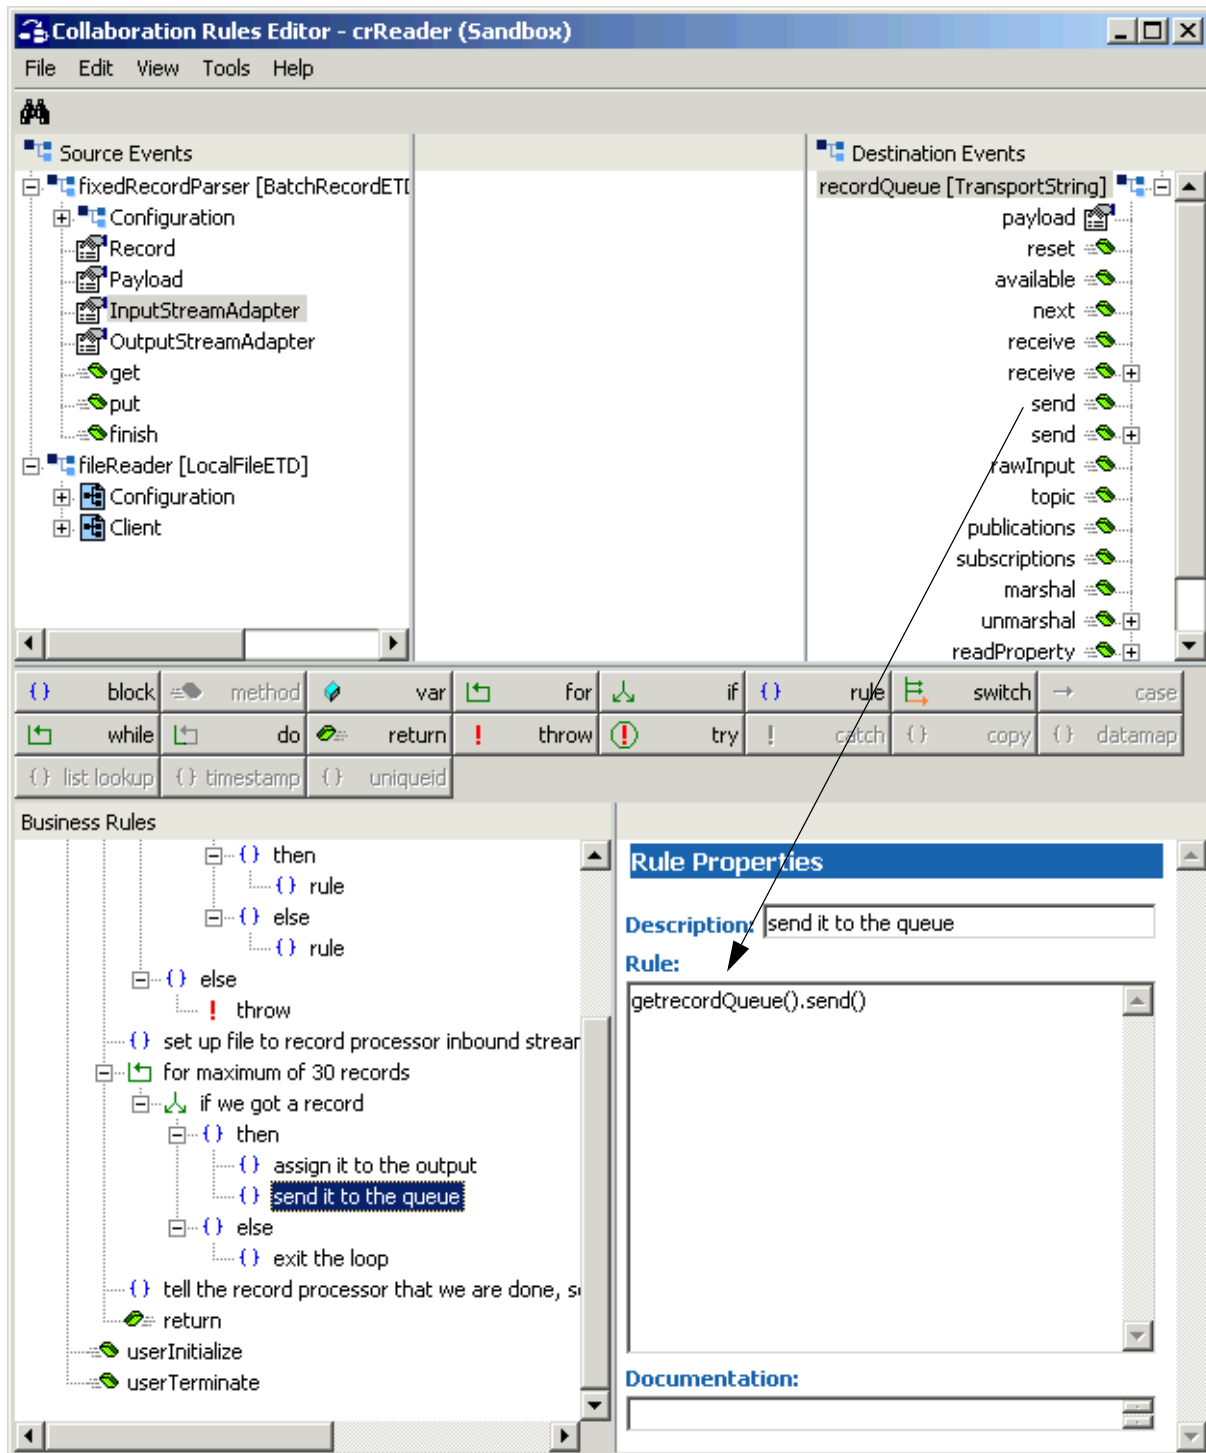 Collaboration Rules Editor - crReader (Sandbox)
File Edit View Tools Help
Source Events
fixedRecordParser [BatchRecordETI
Configuration
Record
Payload
InputStreamAdapter
OutputStreamAdapter
get
put
finish
fileReader [LocalFileETD]
Configuration
Client
Destination Events
recordQueue [TransportString]
payload
reset
available
next
receive
receive
send
send
rawInput
topic
publications
subscriptions
marshal
unmarshal
readProperty
block method var for if rule switch case
while do return throw try catch copy datamap
list lookup timestamp uniqueid
Business Rules
then
rule
else
rule
else
throw
set up file to record processor inbound strear
for maximum of 30 records
if we got a record
then
assign it to the output
send it to the queue
else
exit the loop
tell the record processor that we are done, s
return
userInitialize
userTerminate
Rule Properties
Description: send it to the queue
Rule:
getrecordQueue().send()
Documentation: